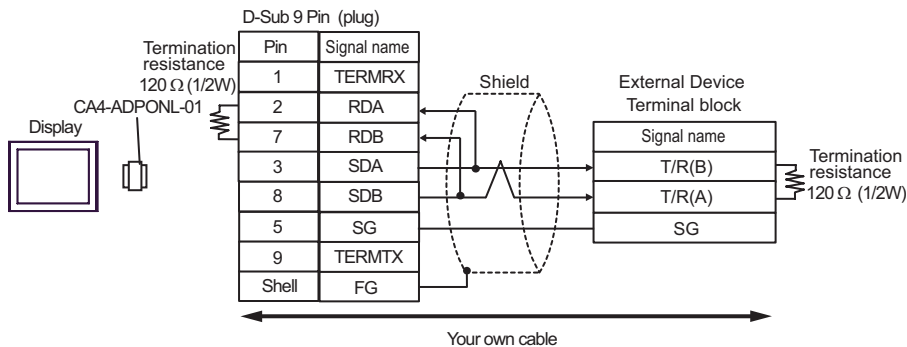 D-Sub 9 Pin (plug)
Termination
resistance
120 Ω (1/2W)
CA4-ADPONL-01
Display
Pin Signal name
1 TERMRX
2 RDA
7 RDB
3 SDA
8 SDB
5 SG
9 TERMTX
Shell FG
Shield
External Device
Terminal block
Signal name
T/R(B)
T/R(A)
SG
Termination
resistance
120 Ω (1/2W)
Your own cable